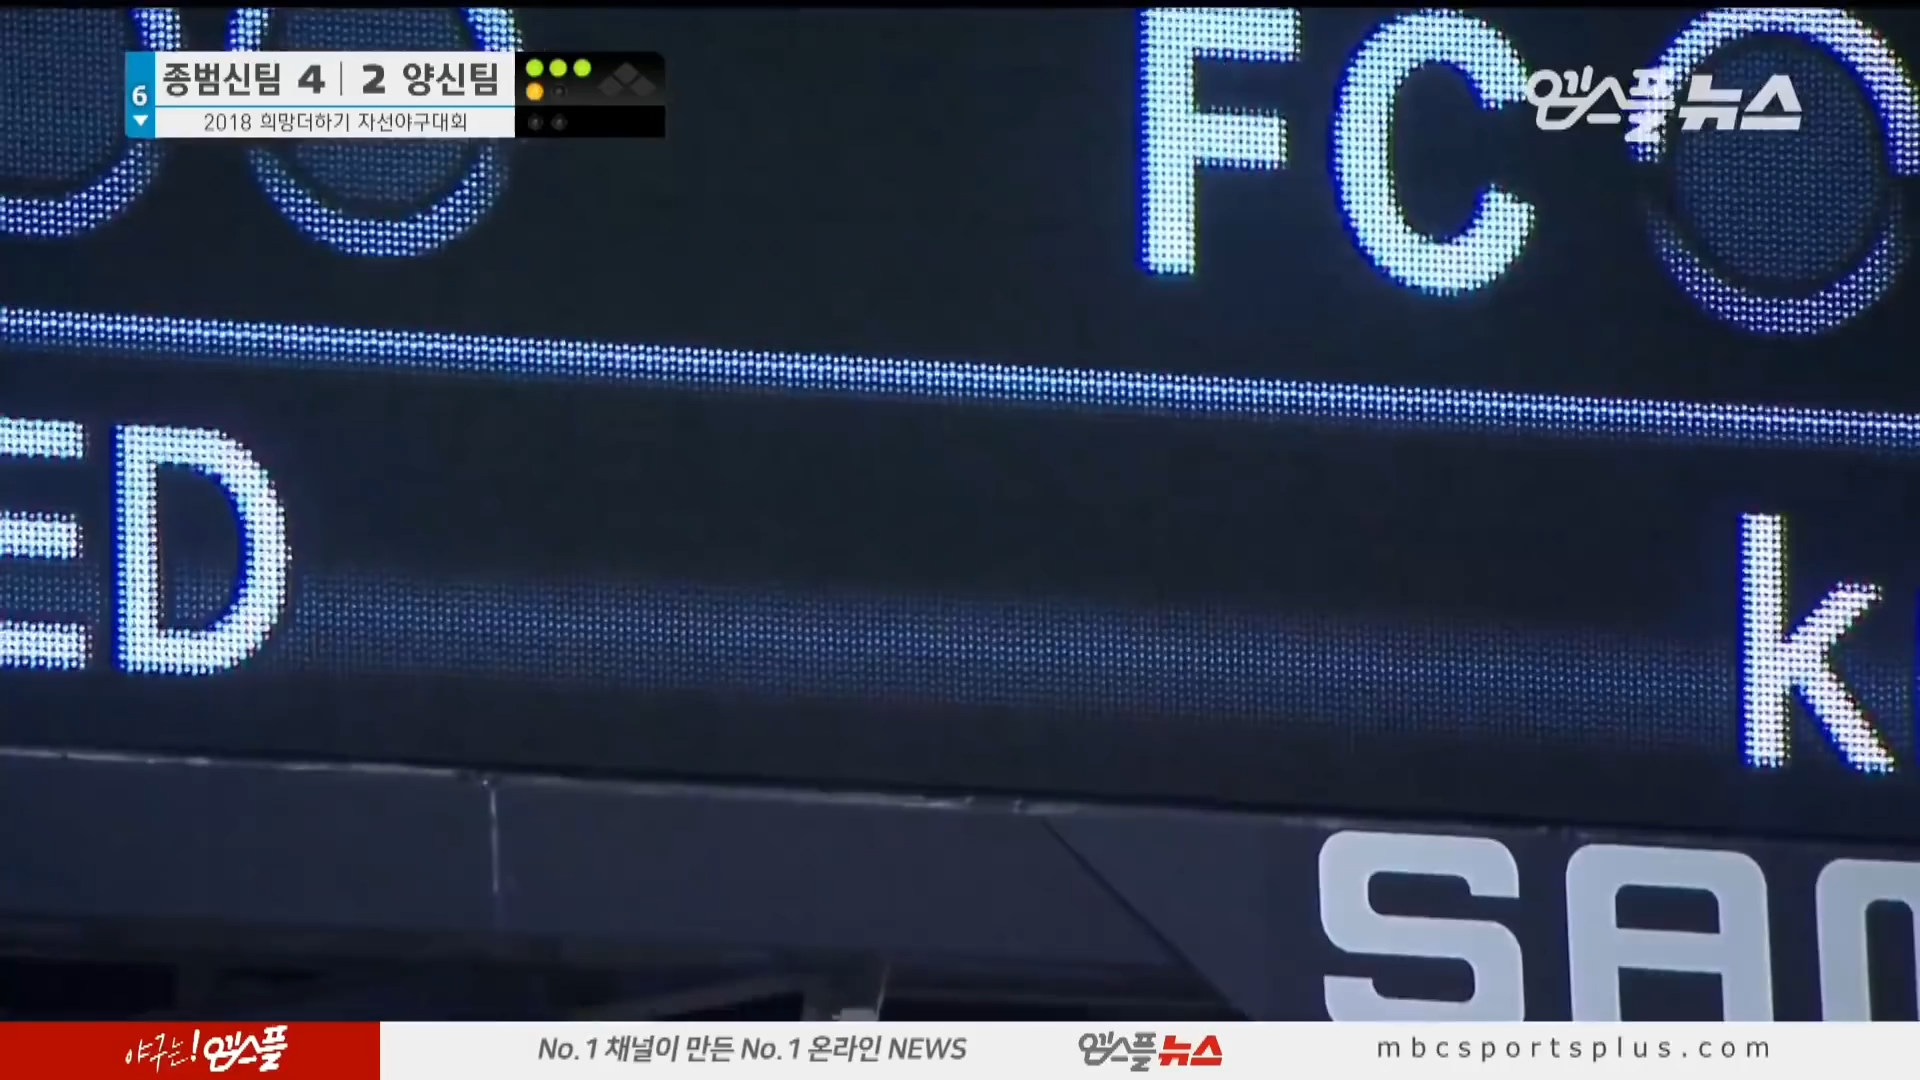 6 종범신팀 4 2 양신팀
2018 희망더하기 자선야구대회
엠스플뉴스
FC
ED
k
SAM
야구는! 엠스플
No.1 채널이 만든 No.1 온라인 NEWS
엠스플뉴스
mbcsportsplus.com